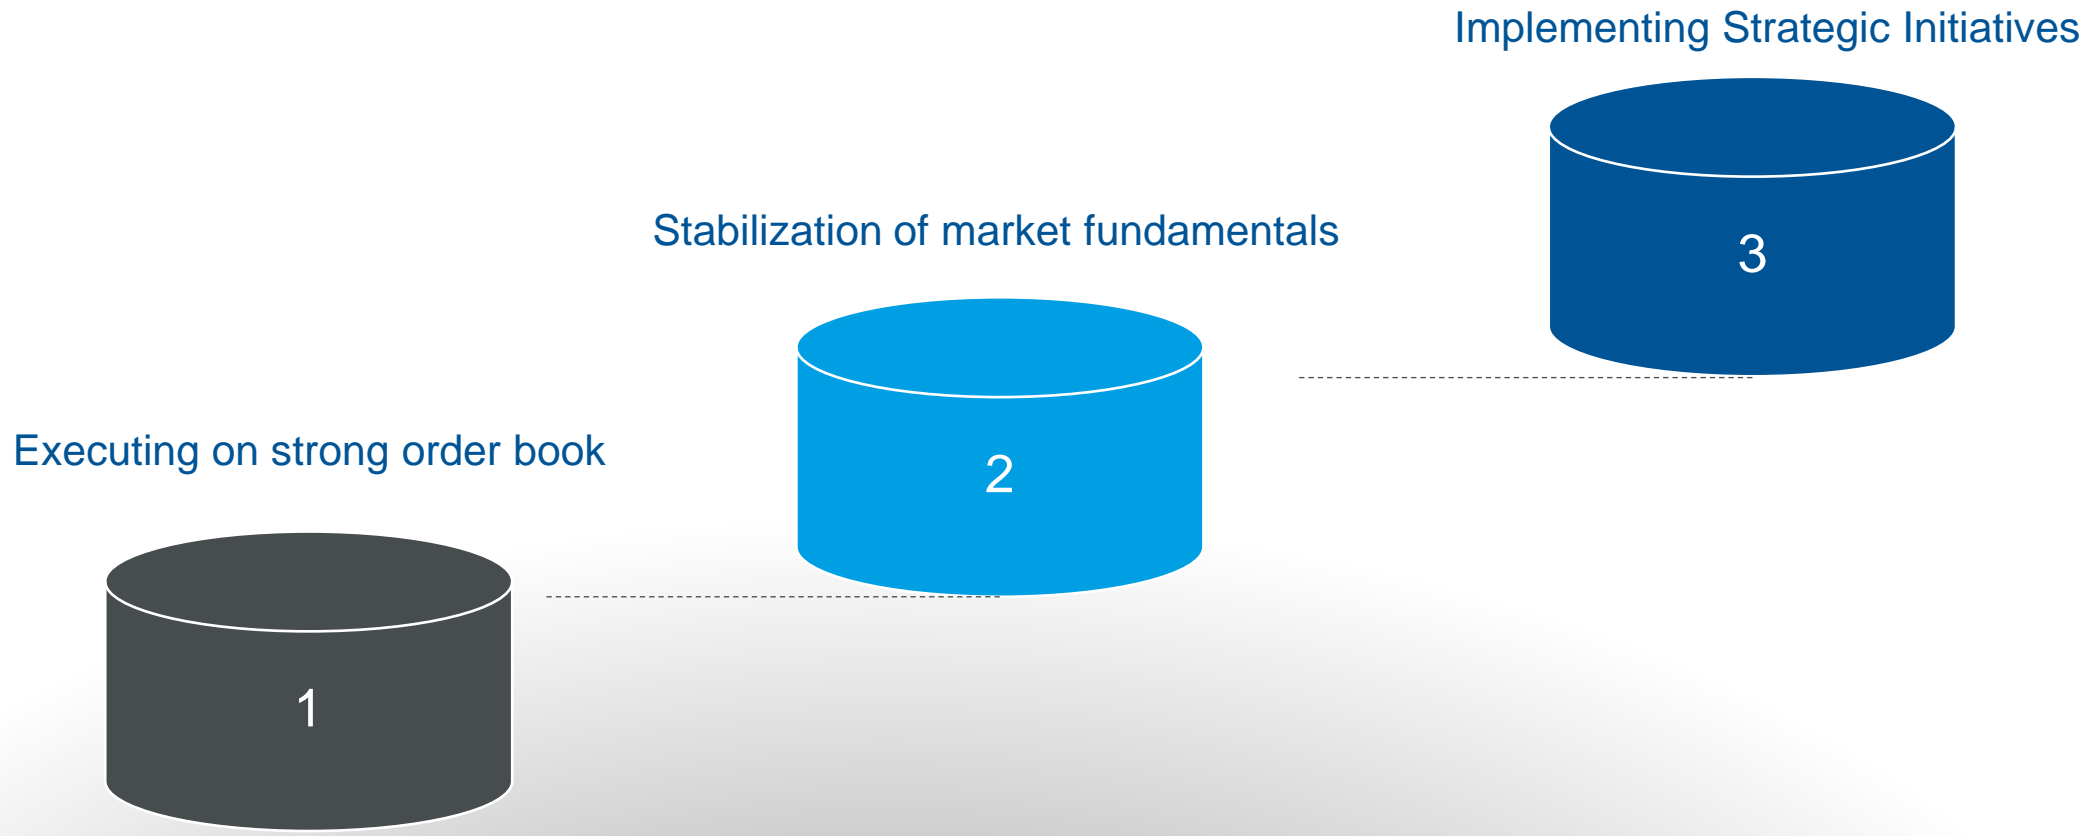 Implementing Strategic Initiatives
3
Stabilization of market fundamentals
2
Executing on strong order book
1